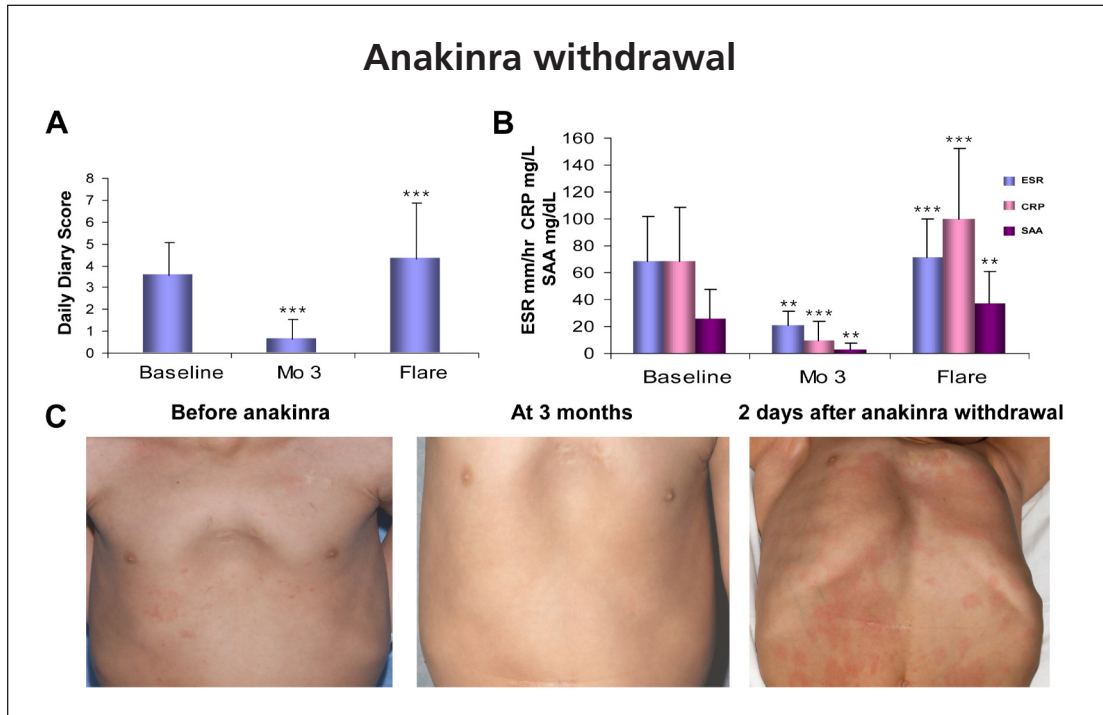 Anakinra withdrawal
A
Daily Diary Score
8
7
6
5
4
3
2
1
0
***
***
Baseline Mo 3 Flare
B
ESR mm/hr CRP mg/L
SAA mg/dL
160
140
120
100
80
60
40
20
0
** *** **
*** *** **
ESR
CRP
SAA
Baseline Mo 3 Flare
C
Before anakinra
At 3 months
2 days after anakinra withdrawal